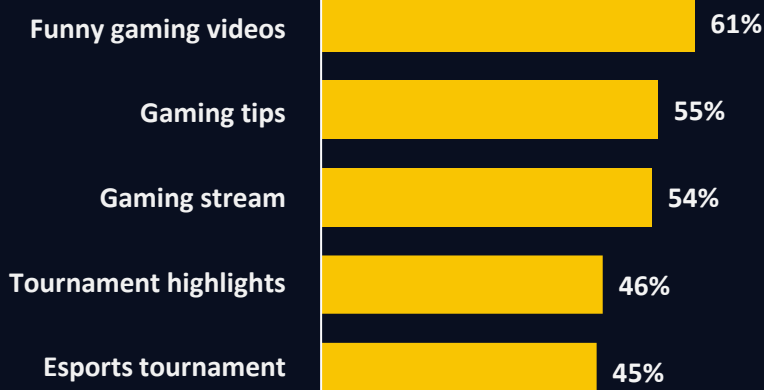 Funny gaming videos 61%
Gaming tips 55%
Gaming stream 54%
Tournament highlights 46%
Esports tournament 45%